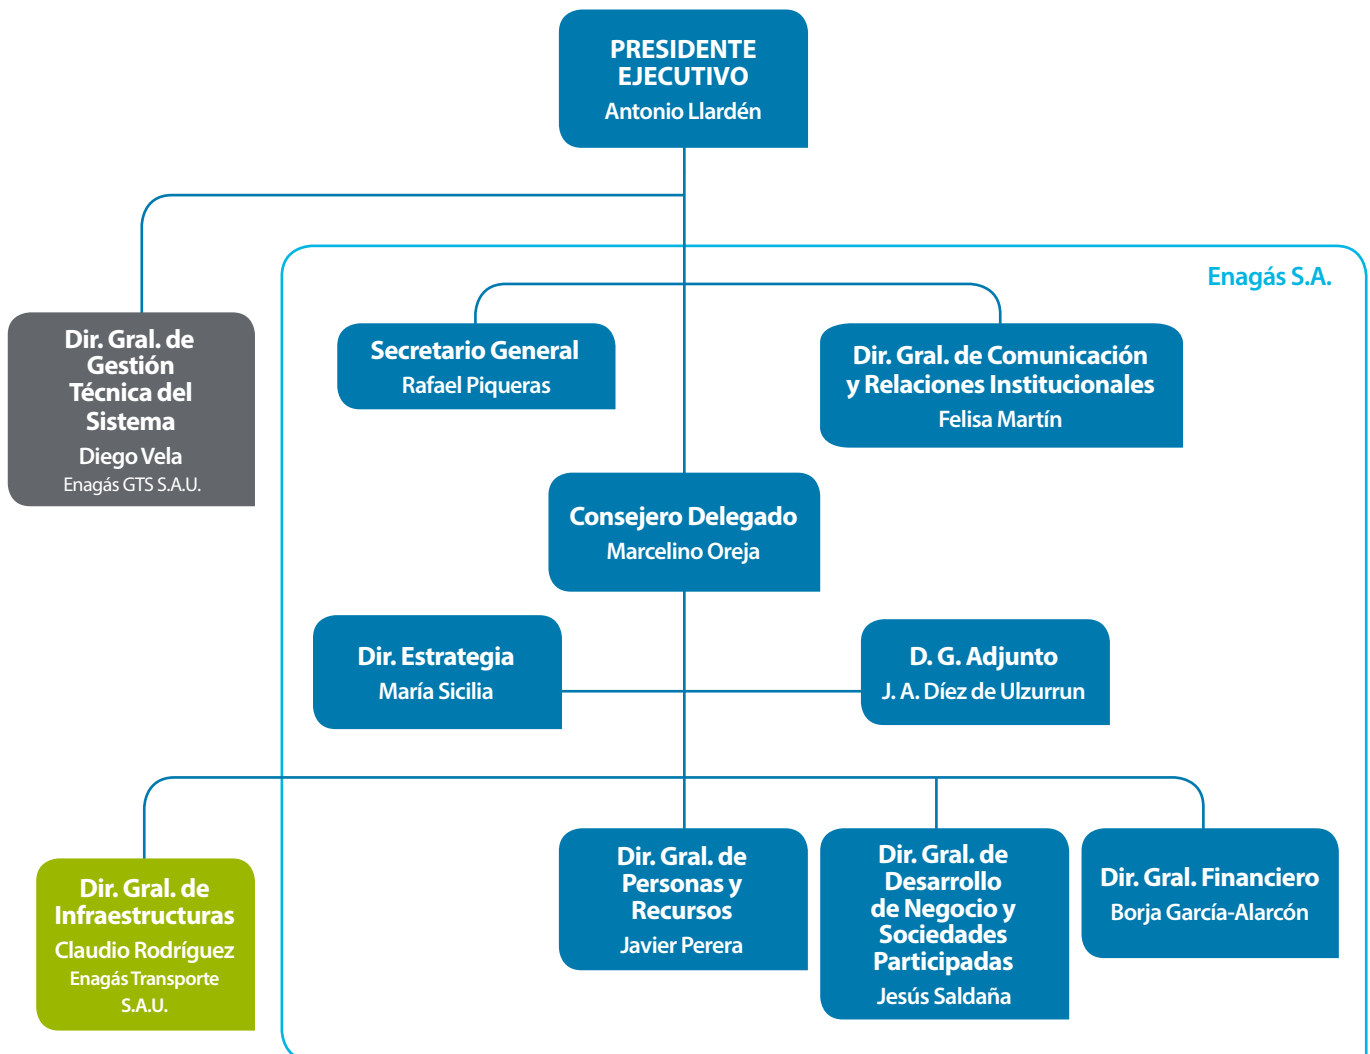 PRESIDENTE
EJECUTIVO
Antonio Llardén
Enagás S.A.
Dir. Gral. de
Gestión
Técnica del
Sistema
Diego Vela
Enagás GTS S.A.U.
Secretario General
Rafael Piqueras
Dir. Gral. de Comunicación
y Relaciones Institucionales
Felisa Martín
Consejero Delegado
Marcelino Oreja
Dir. Estrategia
María Sicilia
D. G. Adjunto
J. A. Díez de Ulzurrun
Dir. Gral. de
Infraestructuras
Claudio Rodríguez
Enagás Transporte
S.A.U.
Dir. Gral. de
Personas y
Recursos
Javier Perera
Dir. Gral. de
Desarrollo
de Negocio y
Sociedades
Participadas
Jesús Saldaña
Dir. Gral. Financiero
Borja García-Alarcón